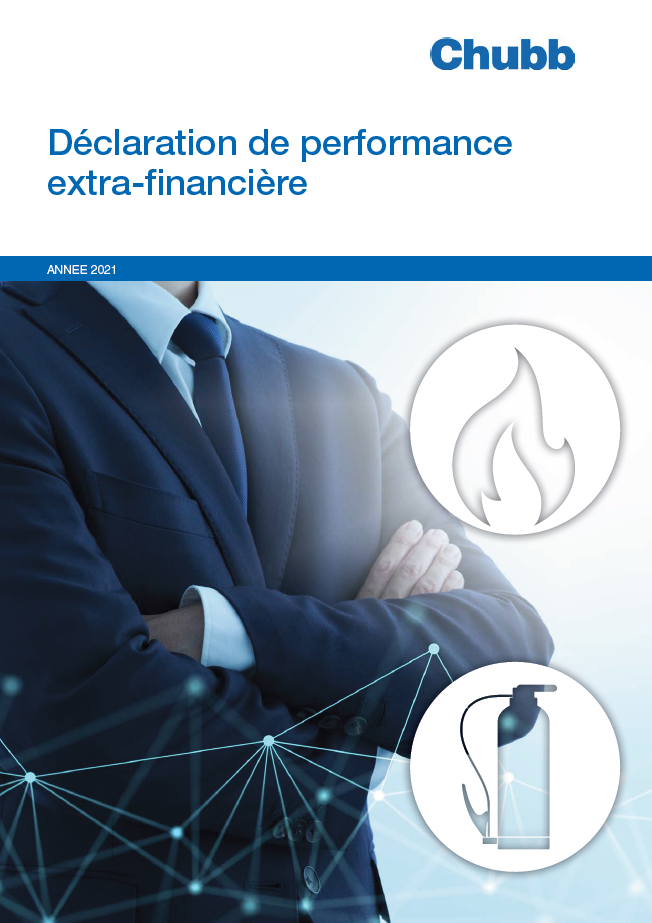 Chubb
Déclaration de performance
extra-financière
ANNEE 2021